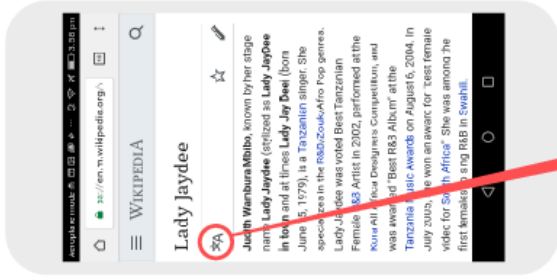 Aeroplane mode
3:58 pm
//en.m.wikipedia.org/
WIKIPEDIA
Lady Jaydee
Judith Wambura Mbibo, known by her stage
name Lady Jaydee (stylized as Lady JayDee
in town and at times Lady Jay Dee) (born
June 15, 1979), is a Tanzanian singer. She
specializes in the R&B/Zouk/Afro Pop genres.
Lady Jaydee was voted Best Tanzanian
Female R&B Artist in 2002, performed at the
Kora All Africa Designers Competition, and
was awarded "Best R&B Album" at the
Tanzania Music Awards on August 6, 2004. In
July 2005, she won an award for "best female
video for South Africa" She was among the
first females to sing R&B in Swahili.